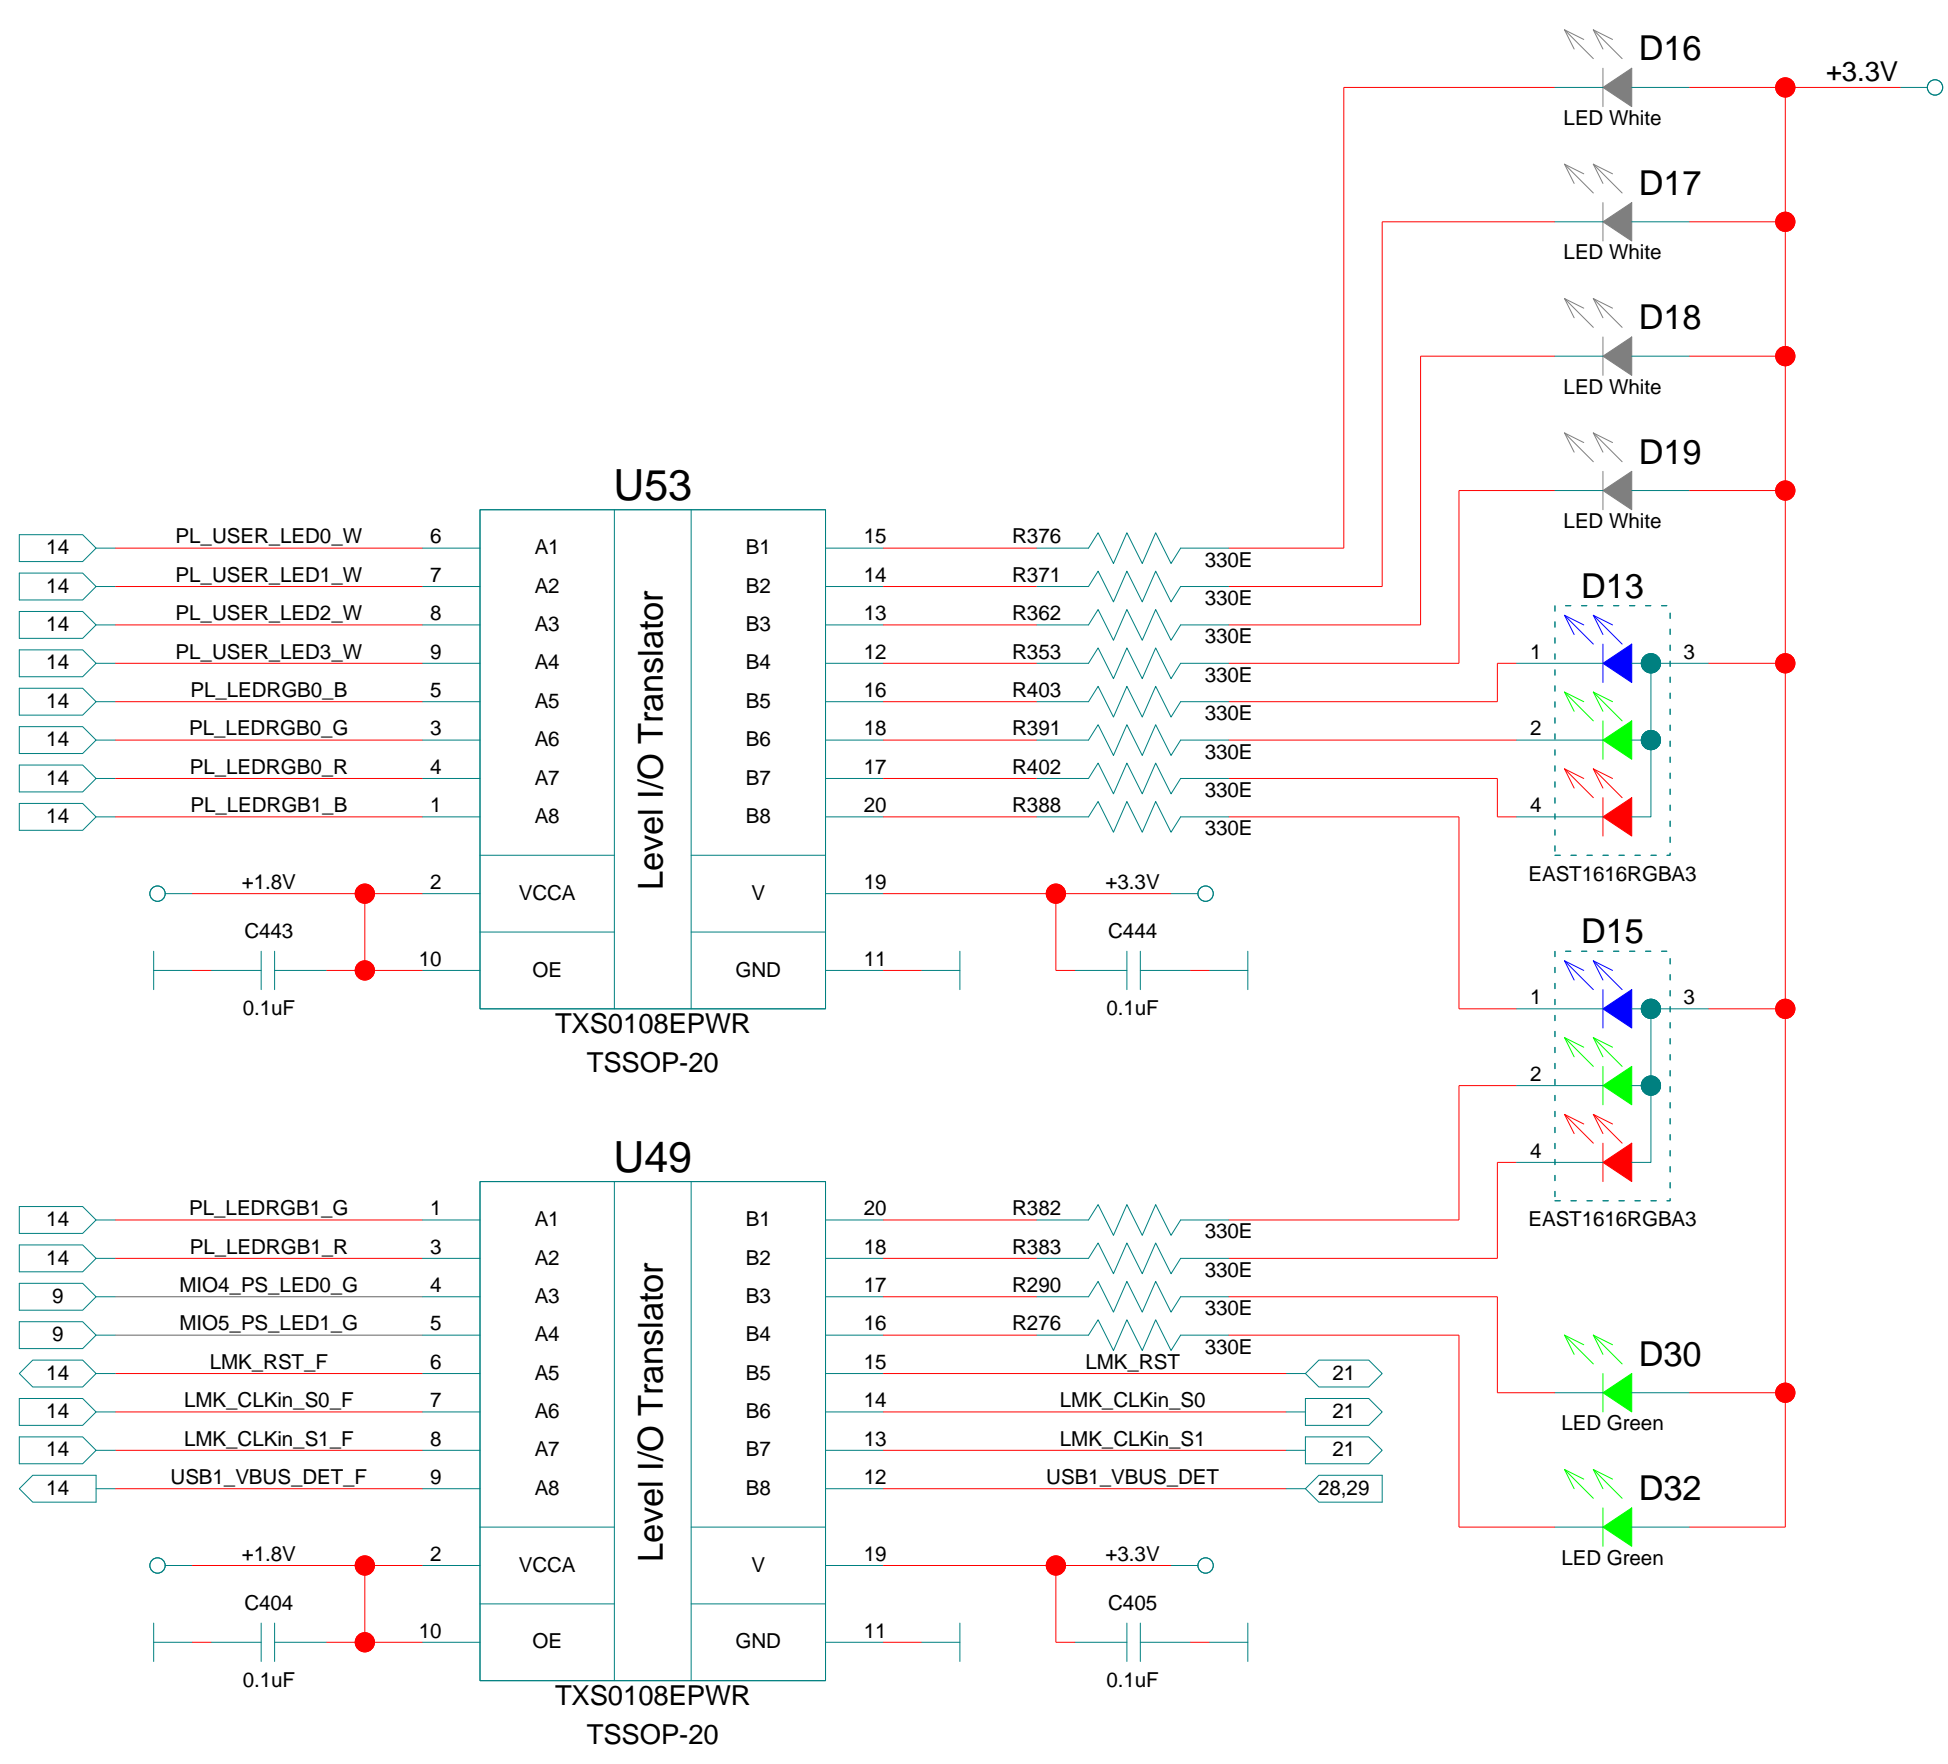 D16
+3.3V
LED White
D17
LED White
D18
LED White
D19
LED White
U53
Level I/O Translator
14 PL_USER_LED0_W 6 A1 B1 15 R376 330E
14 PL_USER_LED1_W 7 A2 B2 14 R371 330E
14 PL_USER_LED2_W 8 A3 B3 13 R362 330E
14 PL_USER_LED3_W 9 A4 B4 12 R353 330E
14 PL_LEDRGB0_B 5 A5 B5 16 R403 330E
14 PL_LEDRGB0_G 3 A6 B6 18 R391 330E
14 PL_LEDRGB0_R 4 A7 B7 17 R402 330E
14 PL_LEDRGB1_B 1 A8 B8 20 R388 330E
D13
1 3
2
4
EAST1616RGBA3
+1.8V 2 VCCA V 19 +3.3V
C443 C444
10 OE GND 11
0.1uF 0.1uF
TXS0108EPWR
TSSOP-20
D15
1 3
2
4
EAST1616RGBA3
U49
Level I/O Translator
14 PL_LEDRGB1_G 1 A1 B1 20 R382 330E
14 PL_LEDRGB1_R 3 A2 B2 18 R383 330E
9 MIO4_PS_LED0_G 4 A3 B3 17 R290 330E
9 MIO5_PS_LED1_G 5 A4 B4 16 R276 330E
14 LMK_RST_F 6 A5 B5 15 LMK_RST 21
14 LMK_CLKin_S0_F 7 A6 B6 14 LMK_CLKin_S0 21
14 LMK_CLKin_S1_F 8 A7 B7 13 LMK_CLKin_S1 21
14 USB1_VBUS_DET_F 9 A8 B8 12 USB1_VBUS_DET 28,29
D30
LED Green
D32
LED Green
+1.8V 2 VCCA V 19 +3.3V
C404 C405
10 OE GND 11
0.1uF 0.1uF
TXS0108EPWR
TSSOP-20